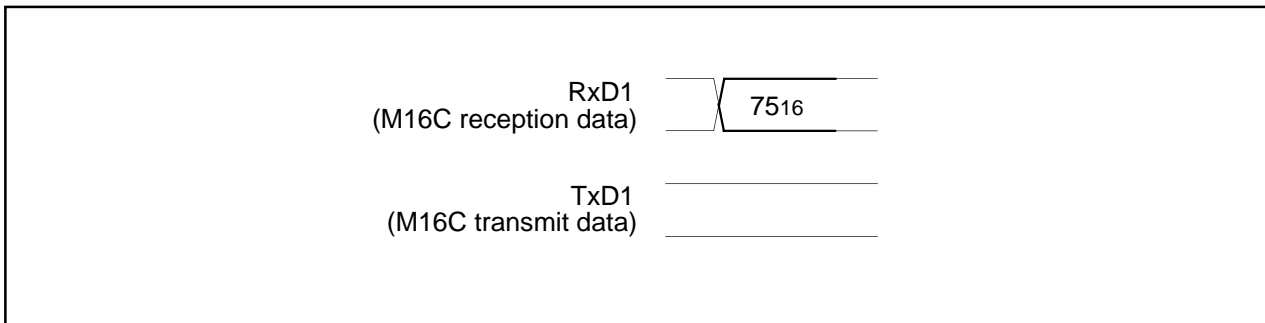 RxD1
(M16C reception data)
7516
TxD1
(M16C transmit data)